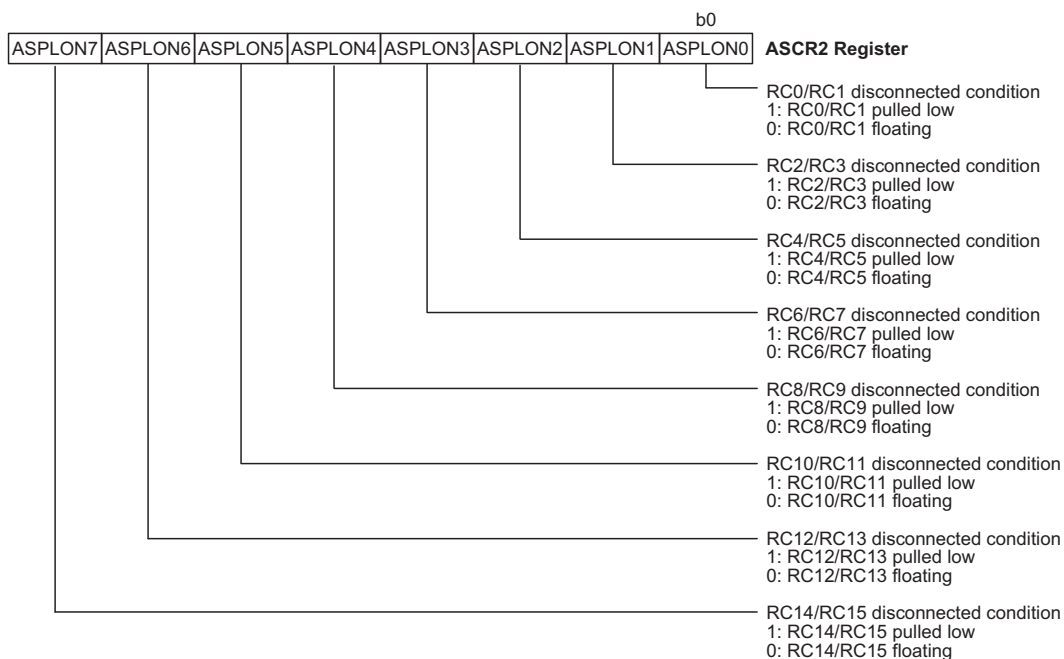 b0
ASPLON7 ASPLON6 ASPLON5 ASPLON4 ASPLON3 ASPLON2 ASPLON1 ASPLON0 ASCR2 Register
RC0/RC1 disconnected condition
1: RC0/RC1 pulled low
0: RC0/RC1 floating
RC2/RC3 disconnected condition
1: RC2/RC3 pulled low
0: RC2/RC3 floating
RC4/RC5 disconnected condition
1: RC4/RC5 pulled low
0: RC4/RC5 floating
RC6/RC7 disconnected condition
1: RC6/RC7 pulled low
0: RC6/RC7 floating
RC8/RC9 disconnected condition
1: RC8/RC9 pulled low
0: RC8/RC9 floating
RC10/RC11 disconnected condition
1: RC10/RC11 pulled low
0: RC10/RC11 floating
RC12/RC13 disconnected condition
1: RC12/RC13 pulled low
0: RC12/RC13 floating
RC14/RC15 disconnected condition
1: RC14/RC15 pulled low
0: RC14/RC15 floating